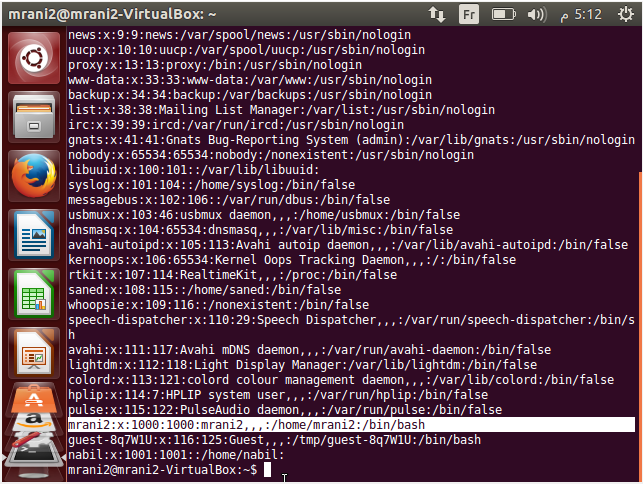 mrani2@mrani2-VirtualBox: ~
Fr
5:12 م
news:x:9:9:news:/var/spool/news:/usr/sbin/nologin
uucp:x:10:10:uucp:/var/spool/uucp:/usr/sbin/nologin
proxy:x:13:13:proxy:/bin:/usr/sbin/nologin
www-data:x:33:33:www-data:/var/www:/usr/sbin/nologin
backup:x:34:34:backup:/var/backups:/usr/sbin/nologin
list:x:38:38:Mailing List Manager:/var/list:/usr/sbin/nologin
irc:x:39:39:ircd:/var/run/ircd:/usr/sbin/nologin
gnats:x:41:41:Gnats Bug-Reporting System (admin):/var/lib/gnats:/usr/sbin/nologin
nobody:x:65534:65534:nobody:/nonexistent:/usr/sbin/nologin
libuuid:x:100:101::/var/lib/libuuid:
syslog:x:101:104::/home/syslog:/bin/false
messagebus:x:102:106::/var/run/dbus:/bin/false
usbmux:x:103:46:usbmux daemon,,,:/home/usbmux:/bin/false
dnsmasq:x:104:65534:dnsmasq,,,:/var/lib/misc:/bin/false
avahi-autoipd:x:105:113:Avahi autoip daemon,,,:/var/lib/avahi-autoipd:/bin/false
kernoops:x:106:65534:Kernel Oops Tracking Daemon,,,:/:/bin/false
rtkit:x:107:114:RealtimeKit,,,:/proc:/bin/false
saned:x:108:115::/home/saned:/bin/false
whoopsie:x:109:116::/nonexistent:/bin/false
speech-dispatcher:x:110:29:Speech Dispatcher,,,:/var/run/speech-dispatcher:/bin/s
h
avahi:x:111:117:Avahi mDNS daemon,,,:/var/run/avahi-daemon:/bin/false
lightdm:x:112:118:Light Display Manager:/var/lib/lightdm:/bin/false
colord:x:113:121:colord colour management daemon,,,:/var/lib/colord:/bin/false
hplip:x:114:7:HPLIP system user,,,:/var/run/hplip:/bin/false
pulse:x:115:122:PulseAudio daemon,,,:/var/run/pulse:/bin/false
mrani2:x:1000:1000:mrani2,,,:/home/mrani2:/bin/bash
guest-8q7W1U:x:116:125:Guest,,,:/tmp/guest-8q7W1U:/bin/bash
nabil:x:1001:1001::/home/nabil:
mrani2@mrani2-VirtualBox:~$